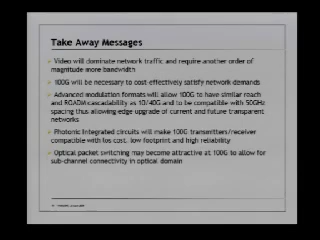 Take Away Messages
Video will dominate network traffic and require another order of
magnitude more bandwidth
100G will be necessary to cost-effectively satisfy network demands
Advanced modulation formats will allow 100G to have similar reach
and ROADM cascadability as 10/40G and to be compatible with 50GHz
spacing thus allowing edge upgrade of current and future transparent
networks
Photonic Integrated circuits will make 100G transmitters/receiver
compatible with los cost, low footprint and high reliability
Optical packet switching may become attractive at 100G to allow for
sub-channel connectivity in optical domain